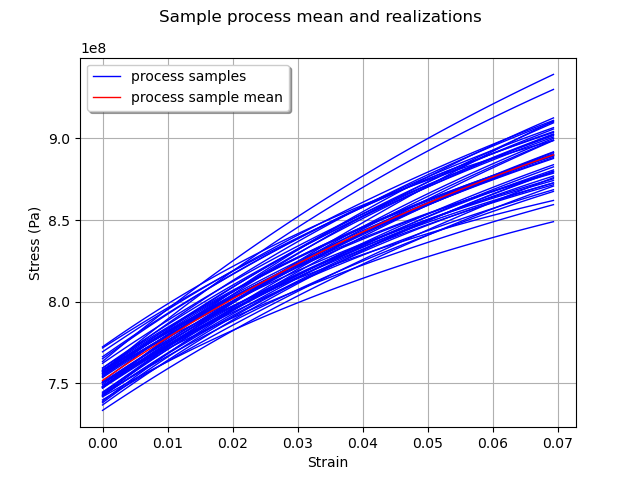 Sample process mean and realizations
1e8
process samples
process sample mean
9.0
8.5
8.0
7.5
Stress (Pa)
0.00 0.01 0.02 0.03 0.04 0.05 0.06 0.07
Strain